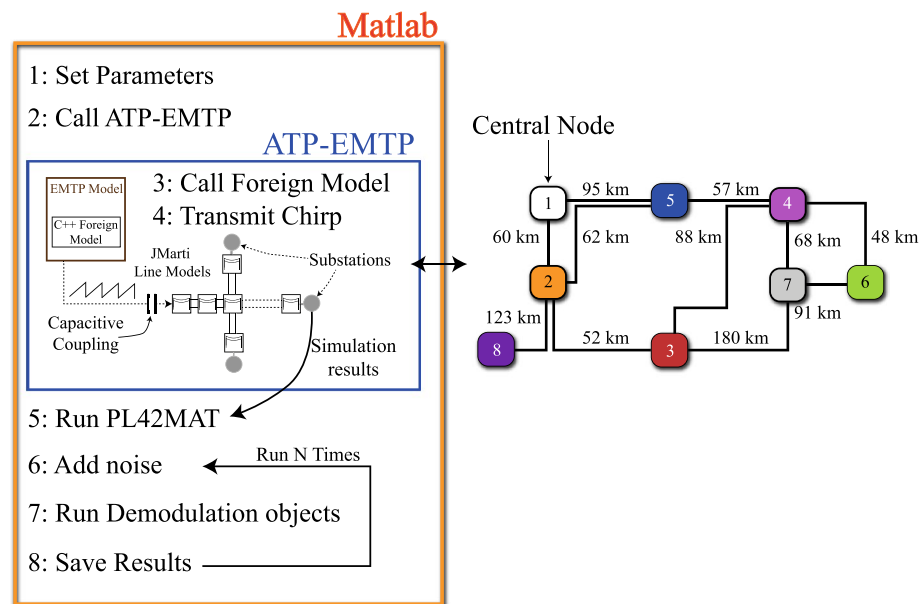 Matlab
1: Set Parameters
2: Call ATP-EMTP
ATP-EMTP
EMTP Model
C++ Foreign
Model
3: Call Foreign Model
4: Transmit Chirp
JMarti
Line Models
Substations
Capacitive
Coupling
Simulation
results
5: Run PL42MAT
6: Add noise
Run N Times
7: Run Demodulation objects
8: Save Results
Central Node
1
95 km
5
57 km
4
60 km
62 km
88 km
68 km
48 km
2
7
6
123 km
91 km
8
52 km
3
180 km